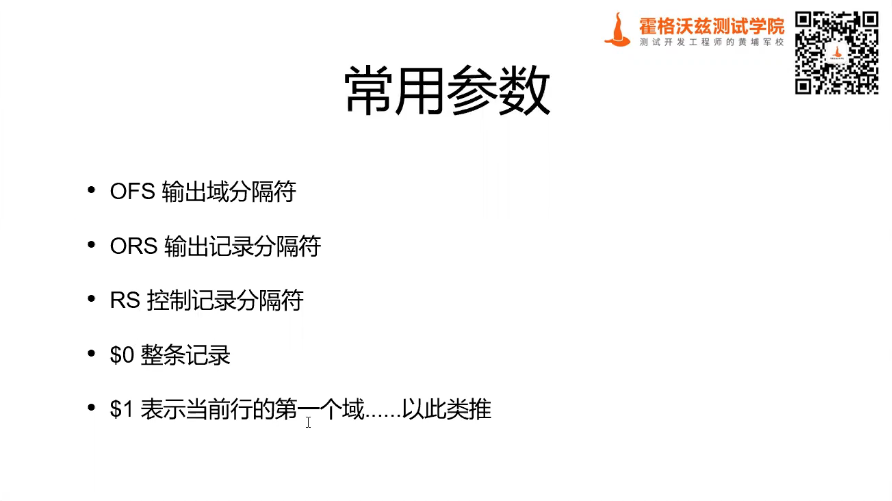 霍格沃兹测试学院
测试开发工程师的黄埔军校
常用参数
• OFS 输出域分隔符
• ORS 输出记录分隔符
• RS 控制记录分隔符
• $0 整条记录
• $1 表示当前行的第一个域......以此类推